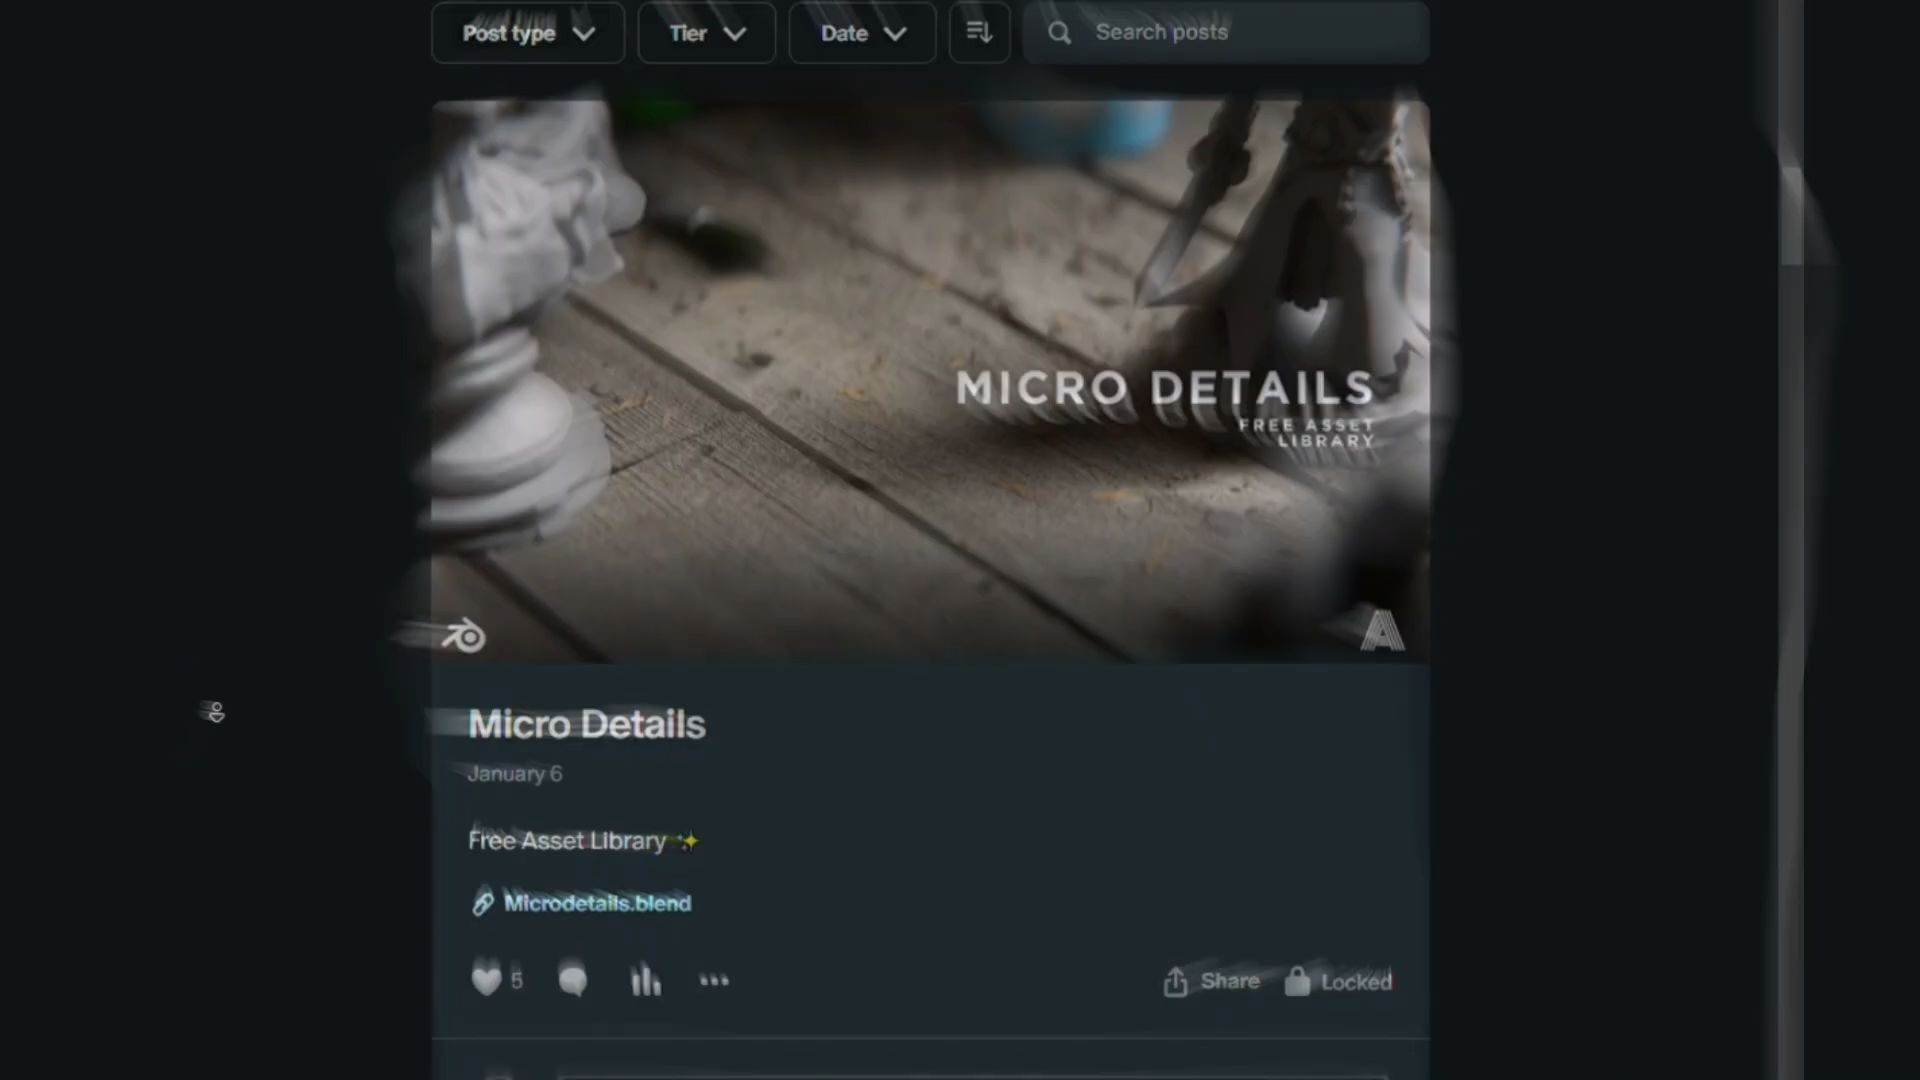 Post type
Tier
Date
Search posts
MICRO DETAILS
FREE ASSET
LIBRARY
A
Micro Details
January 6
Free Asset Library ✨
Microdetails.blend
5
Share
Locked